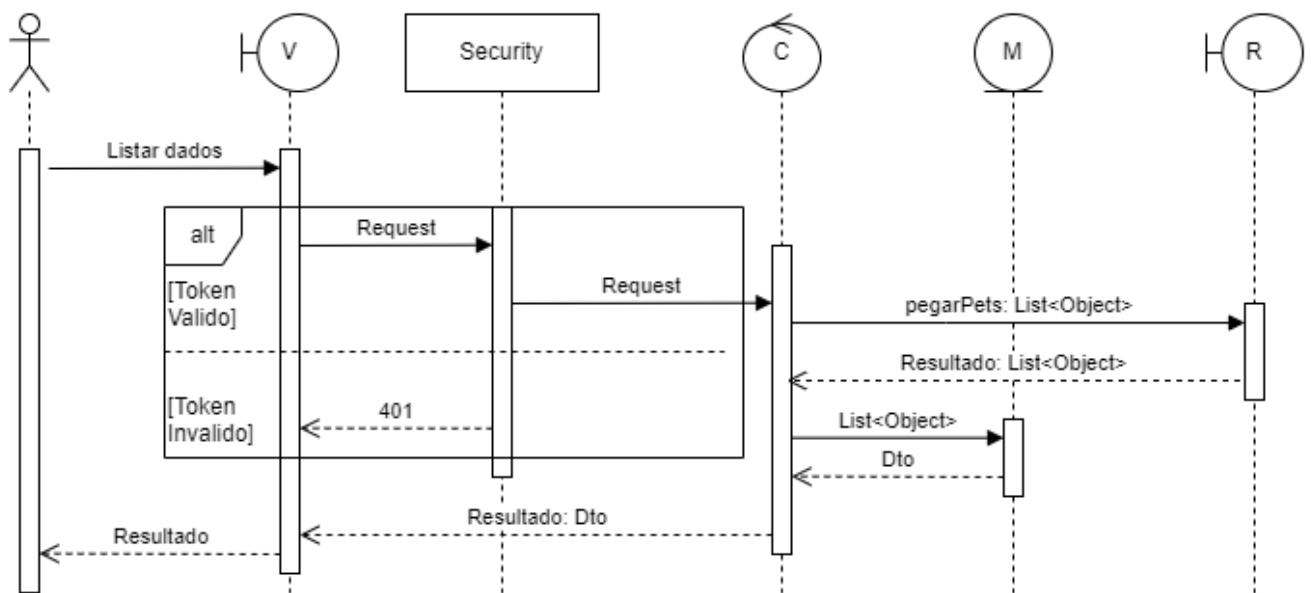 V
Security
C
M
R
Listar dados
alt
Request
[Token
Valido]
Request
pegarPets: List<Object>
Resultado: List<Object>
[Token
Invalido]
401
List<Object>
Dto
Resultado: Dto
Resultado